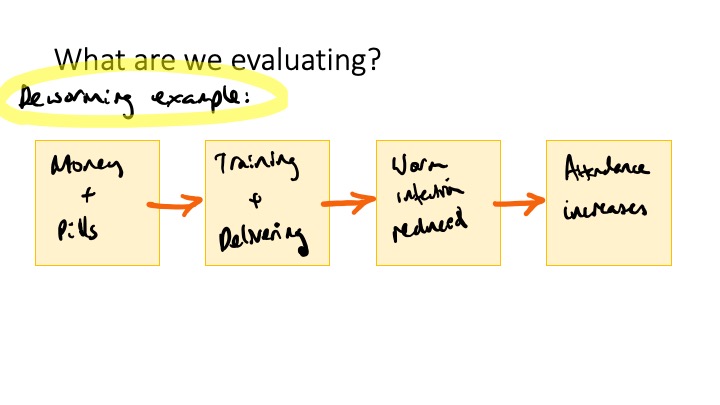 What are we evaluating?
Deworming example:
Money
+
Pills
Training
+
Delivering
Worm
infection
reduced
Attendance
increases